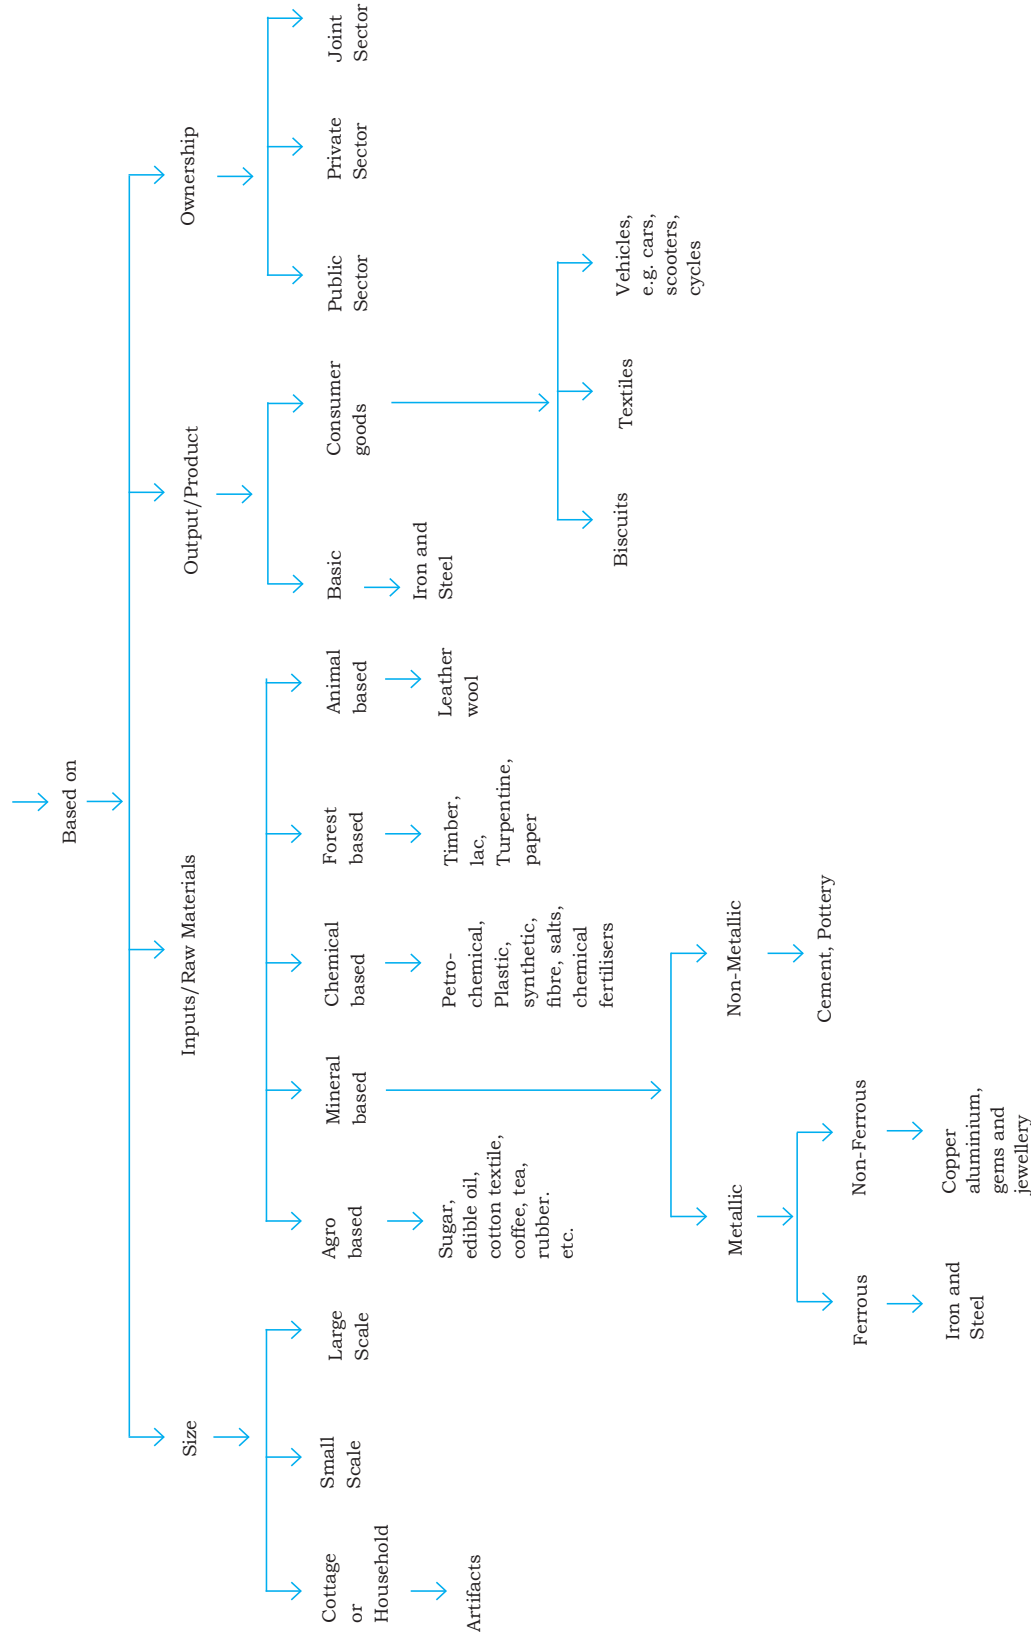 Based on
Size
Inputs/Raw Materials
Output/Product
Ownership
Cottage
or
Household
Small
Scale
Large
Scale
Agro
based
Mineral
based
Chemical
based
Forest
based
Animal
based
Basic
Consumer
goods
Public
Sector
Private
Sector
Joint
Sector
Artifacts
Sugar,
edible oil,
cotton textile,
coffee, tea,
rubber.
etc.
Petro-
chemical,
Plastic,
synthetic,
fibre, salts,
chemical
fertilisers
Timber,
lac,
Turpentine,
paper
Leather
wool
Iron and
Steel
Biscuits
Textiles
Vehicles,
e.g. cars,
scooters,
cycles
Metallic
Non-Metallic
Ferrous
Non-Ferrous
Cement, Pottery
Iron and
Steel
Copper
aluminium,
gems and
jewellery